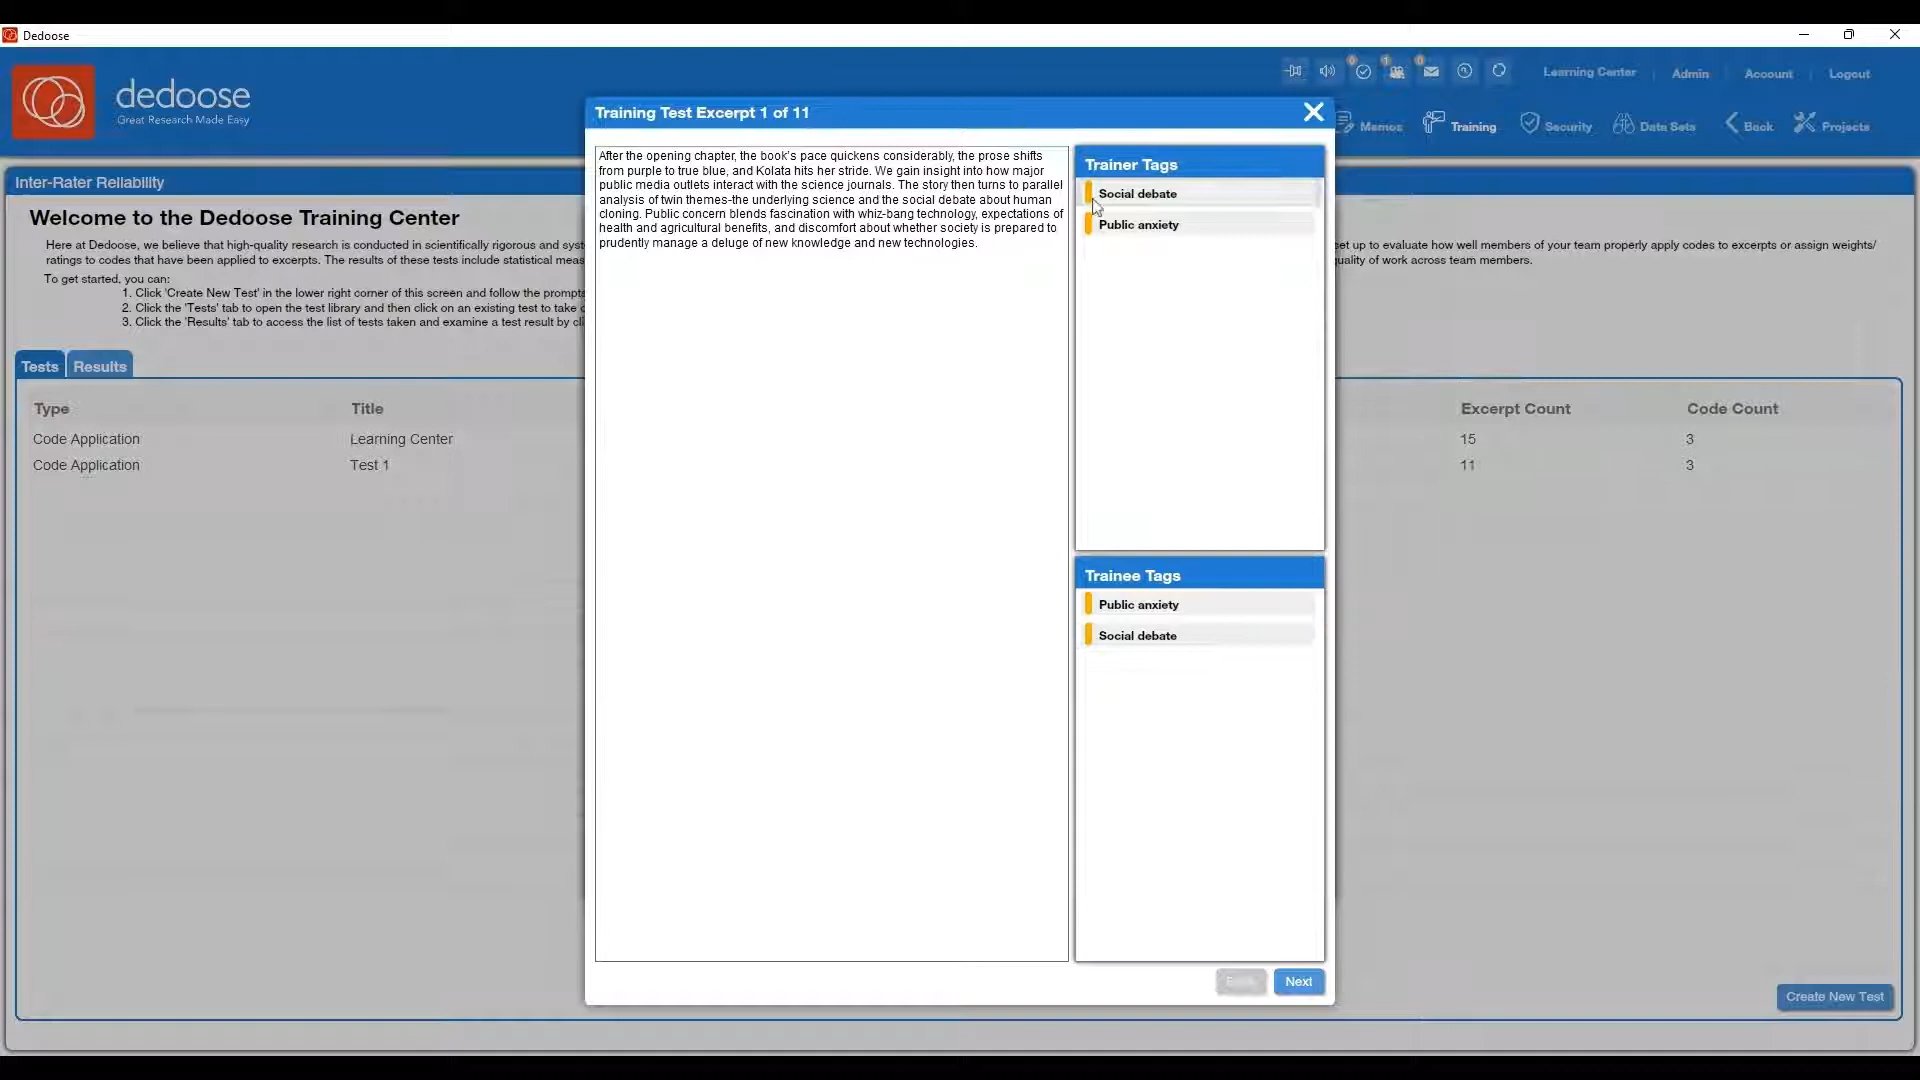 Dedoose
dedoose
Great Research Made Easy
0
1
0
Learning Center
Admin
Account
Logout
Memos
Training
Security
Data Sets
Back
Projects
Inter-Rater Reliability
Welcome to the Dedoose Training Center
Here at Dedoose, we believe that high-quality research is conducted in scientifically rigorous and
set up to evaluate how well members of your team properly apply codes to excerpts or assign weights/
ratings to codes that have been applied to excerpts. The results of these tests include statistical
quality of work across team members.
To get started, you can:
1. Click 'Create New Test' in the lower right corner of this screen and follow the prompts
2. Click the 'Tests' tab to open the test library and then click on an existing test to take
3. Click the 'Results' tab to access the list of tests taken and examine a test result by
Tests
Results
Type
Title
Excerpt Count
Code Count
Code Application
Learning Center
15
3
Code Application
Test 1
11
3
Create New Test
Training Test Excerpt 1 of 11
After the opening chapter, the book's pace quickens considerably, the prose shifts
from purple to true blue, and Kolata hits her stride. We gain insight into how major
public media outlets interact with the science journals. The story then turns to parallel
analysis of twin themes-the underlying science and the social debate about human
cloning. Public concern blends fascination with whiz-bang technology, expectations of
health and agricultural benefits, and discomfort about whether society is prepared to
prudently manage a deluge of new knowledge and new technologies.
Trainer Tags
Social debate
Public anxiety
Trainee Tags
Public anxiety
Social debate
Next